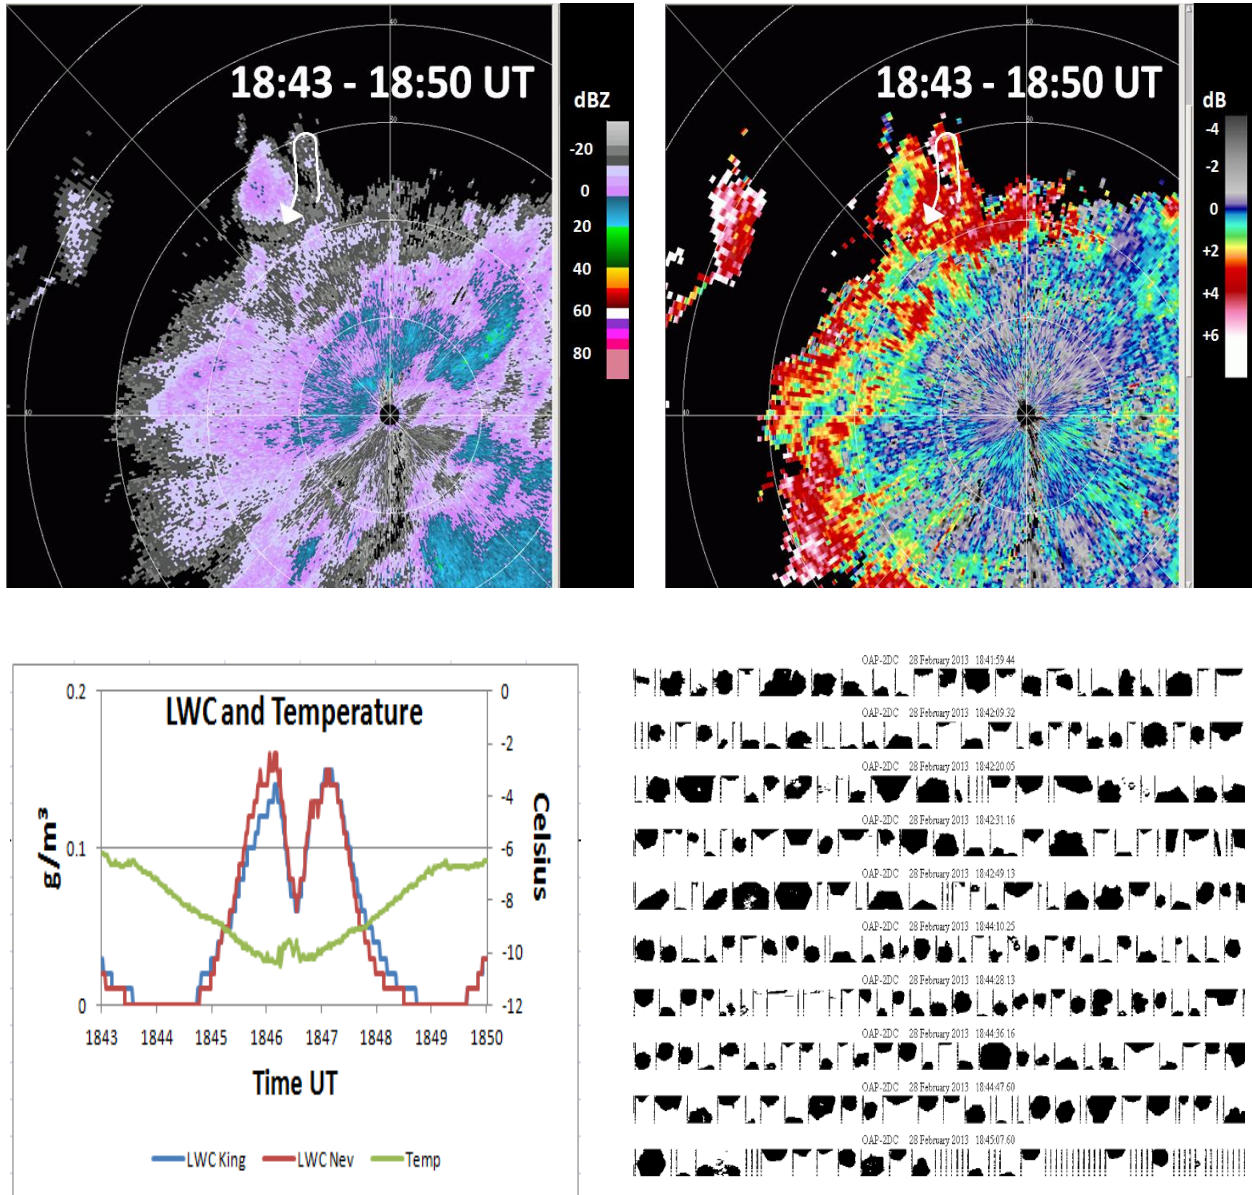 18:43 - 18:50 UT
dBZ
-20
0
20
40
60
80
18:43 - 18:50 UT
dB
-4
-2
0
+2
+4
+6
LWC and Temperature
0.2
0.1
0
g/m³
0
-2
-4
-6
-8
-10
-12
Celsius
1843 1844 1845 1846 1847 1848 1849 1850
Time UT
LWC King LWC Nev Temp
OAP-2DC 28 February 2013 18:41:59.44
OAP-2DC 28 February 2013 18:42:09.32
OAP-2DC 28 February 2013 18:42:20.05
OAP-2DC 28 February 2013 18:42:31.16
OAP-2DC 28 February 2013 18:42:49.13
OAP-2DC 28 February 2013 18:44:10.25
OAP-2DC 28 February 2013 18:44:28.13
OAP-2DC 28 February 2013 18:44:36.16
OAP-2DC 28 February 2013 18:44:47.60
OAP-2DC 28 February 2013 18:45:07.60